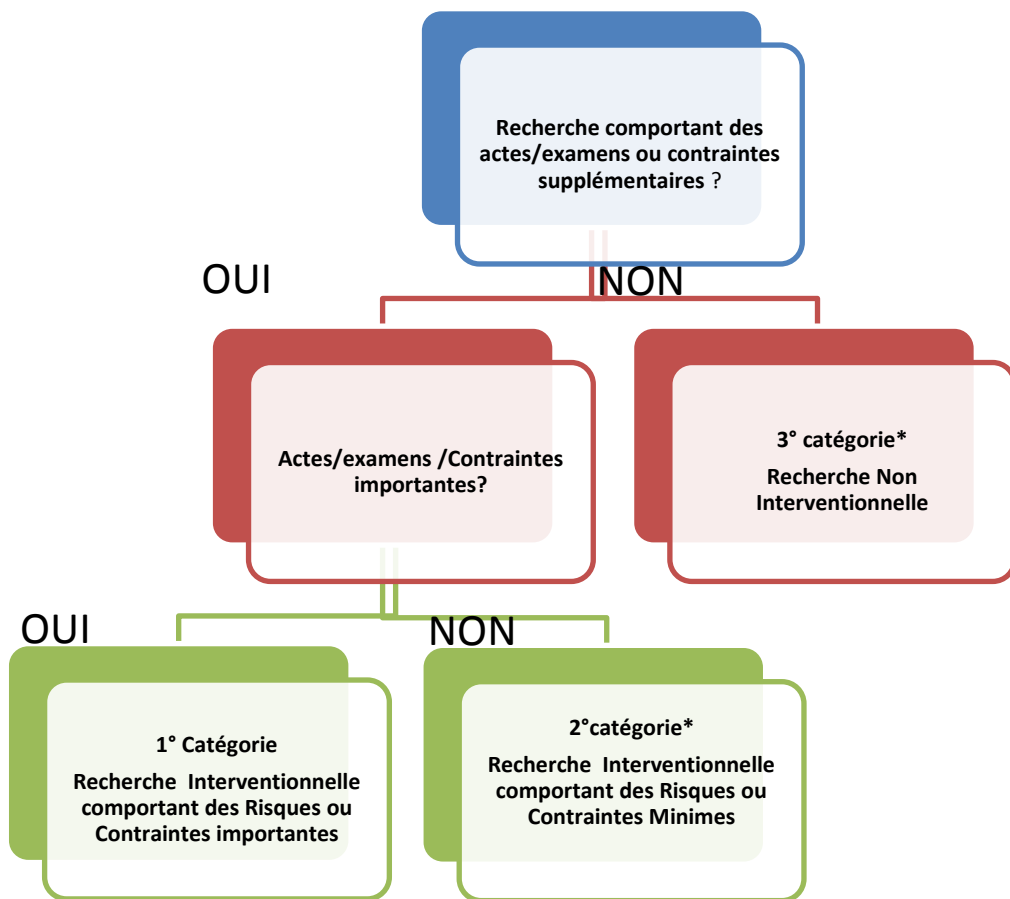 Recherche comportant des
actes/examens ou contraintes
supplémentaires ?
OUI
NON
Actes/examens /Contraintes
importantes?
3° catégorie*
Recherche Non
Interventionnelle
OUI
NON
1° Catégorie
Recherche Interventionnelle
comportant des Risques ou
Contraintes importantes
2°catégorie*
Recherche Interventionnelle
comportant des Risques ou
Contraintes Minimes